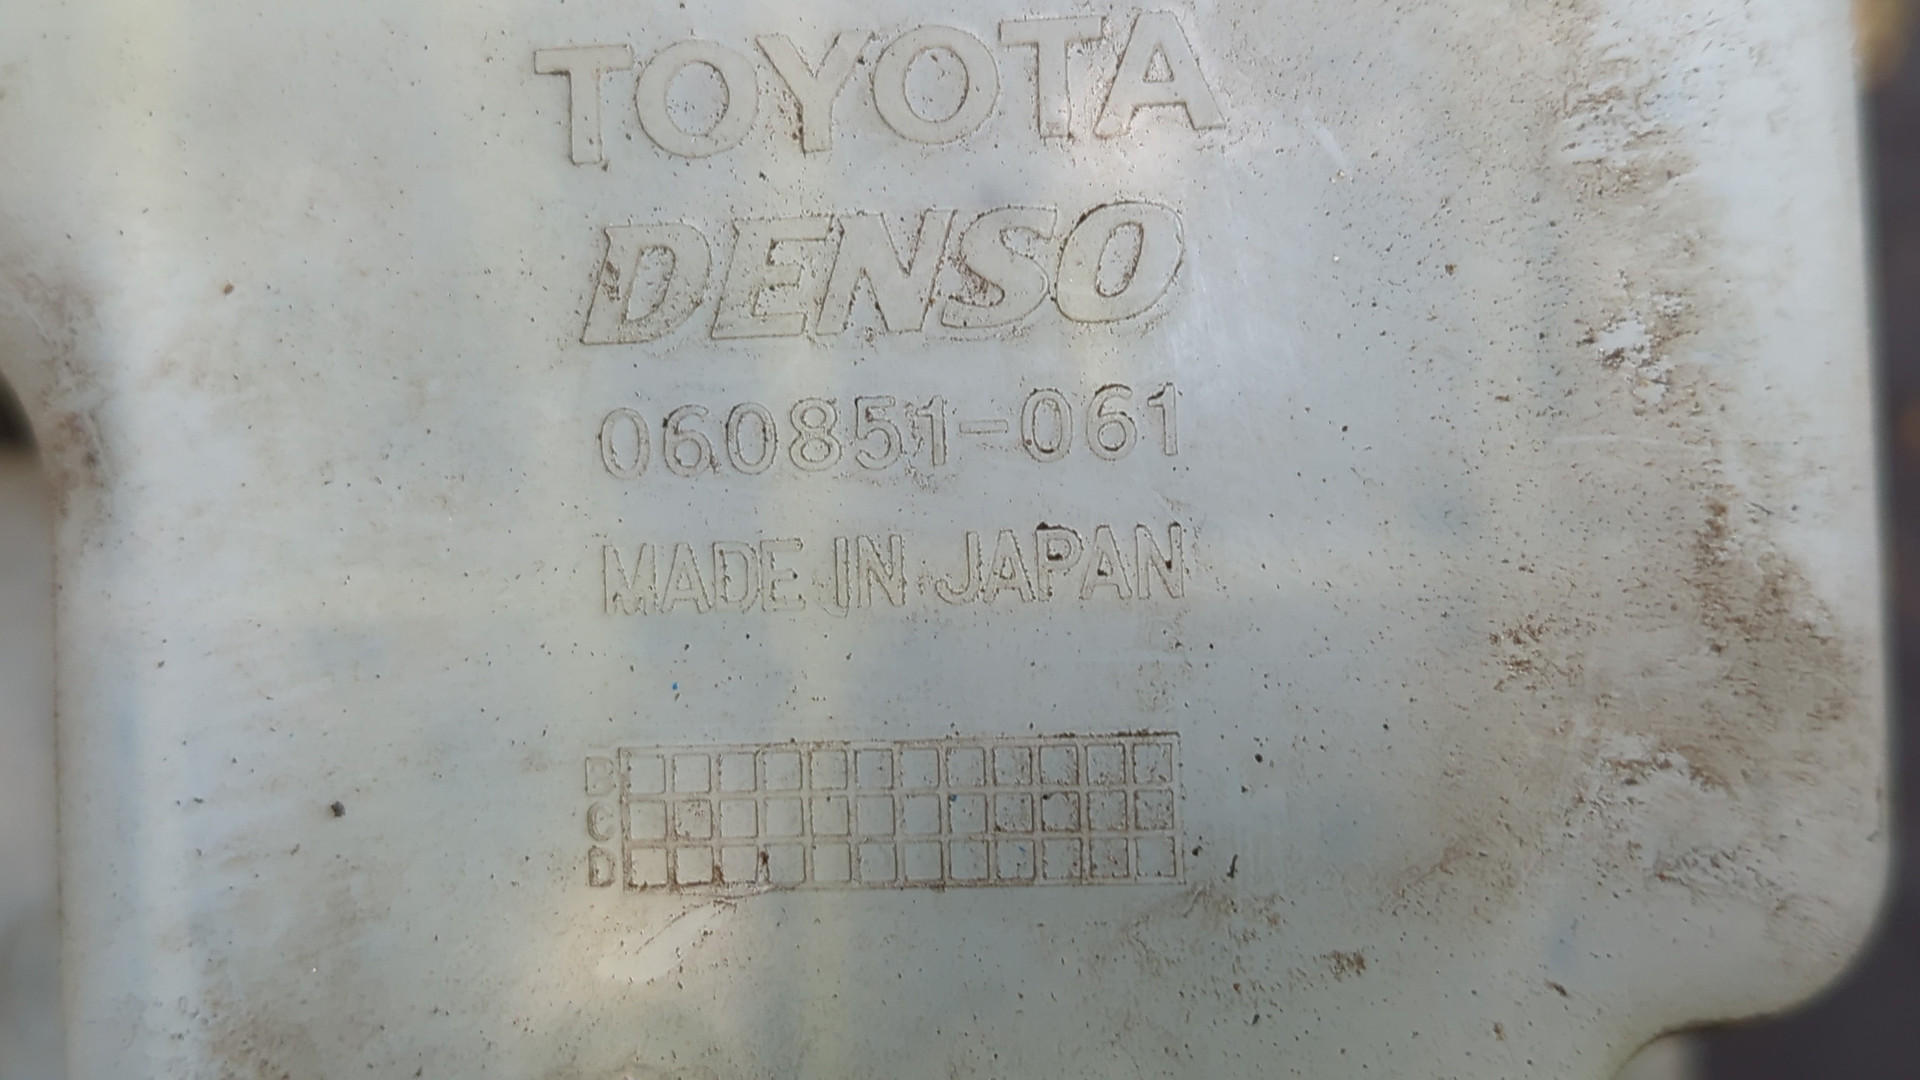 TOYOTA
DENSO
060851-061
MADE IN JAPAN
B
C
D